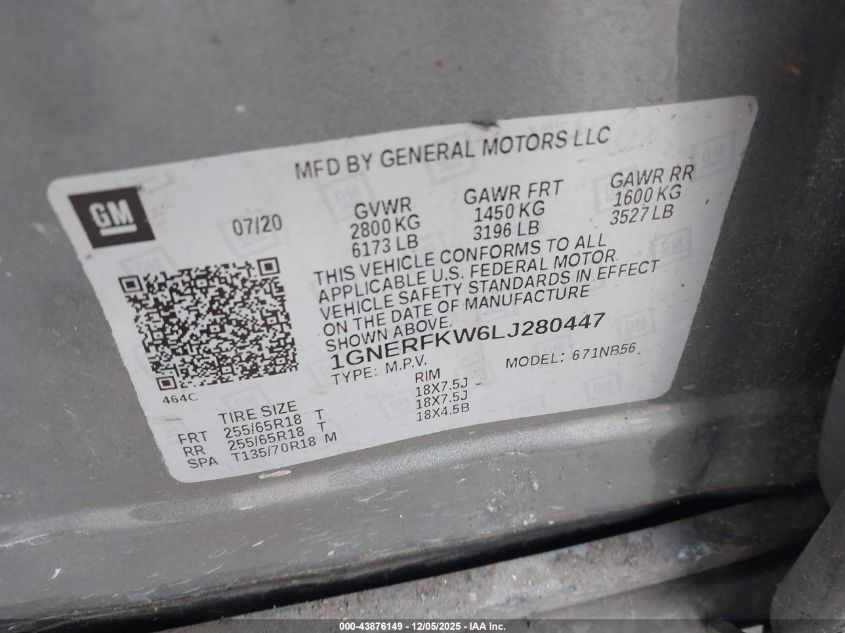 MFD BY GENERAL MOTORS LLC
GM
07/20
GVWR
2800 KG
6173 LB
GAWR FRT
1450 KG
3196 LB
GAWR RR
1600 KG
3527 LB
THIS VEHICLE CONFORMS TO ALL
APPLICABLE U.S. FEDERAL MOTOR
VEHICLE SAFETY STANDARDS IN EFFECT
ON THE DATE OF MANUFACTURE
SHOWN ABOVE.
1GNERFKW6LJ280447
TYPE: M.P.V.
MODEL: 671NB56
464C
TIRE SIZE
RIM
FRT 255/65R18 T 18X7.5J
RR 255/65R18 T 18X7.5J
SPA T135/70R18 M 18X4.5B
000-43876149 - 12/05/2025 - IAA Inc.